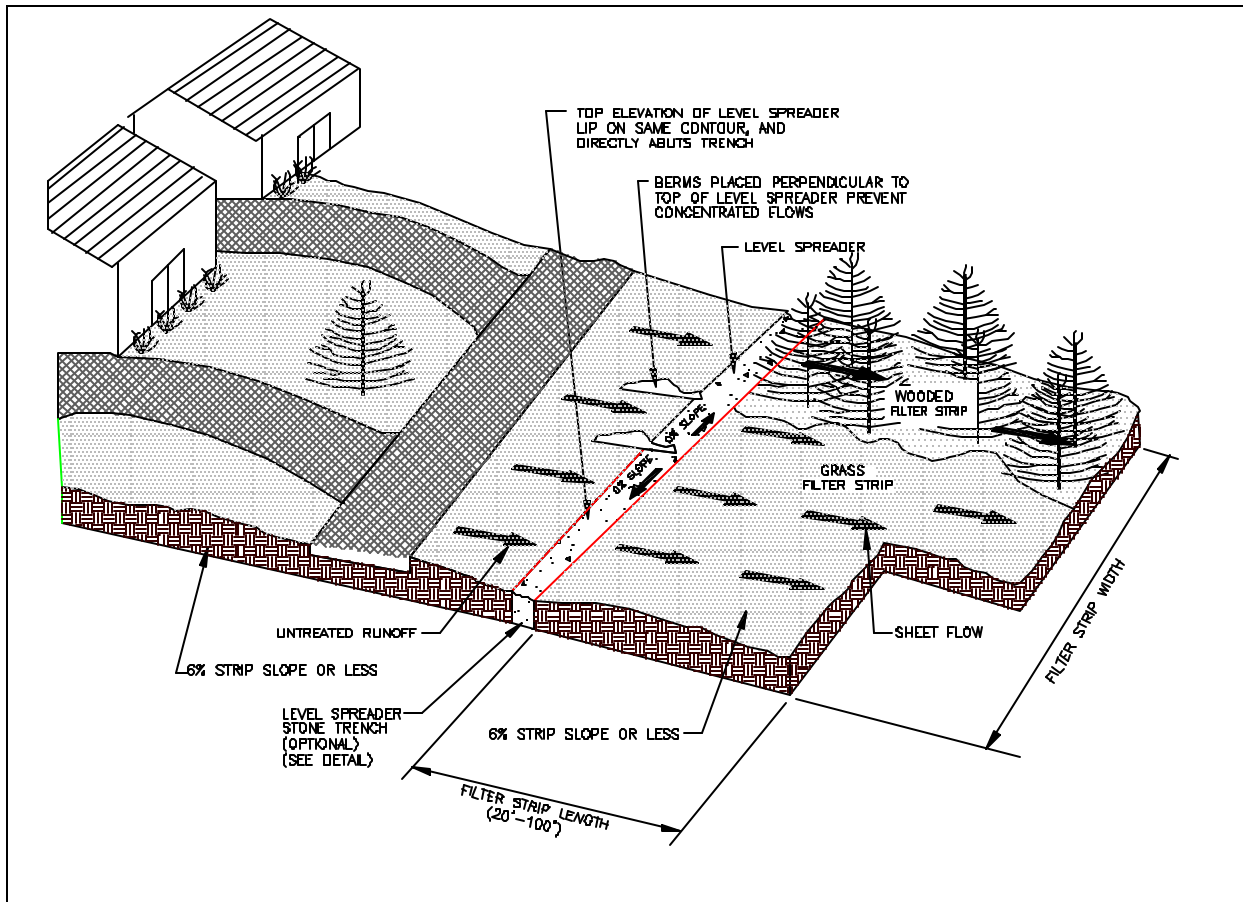 TOP ELEVATION OF LEVEL SPREADER
LIP ON SAME CONTOUR, AND
DIRECTLY ABUTS TRENCH
BERMS PLACED PERPENDICULAR TO
TOP OF LEVEL SPREADER PREVENT
CONCENTRATED FLOWS
LEVEL SPREADER
WOODED
FILTER STRIP
0% SLOPE
0% SLOPE
GRASS
FILTER STRIP
UNTREATED RUNOFF
SHEET FLOW
6% STRIP SLOPE OR LESS
LEVEL SPREADER
STONE TRENCH
(OPTIONAL)
(SEE DETAIL)
6% STRIP SLOPE OR LESS
FILTER STRIP WIDTH
FILTER STRIP LENGTH
(20'-100')